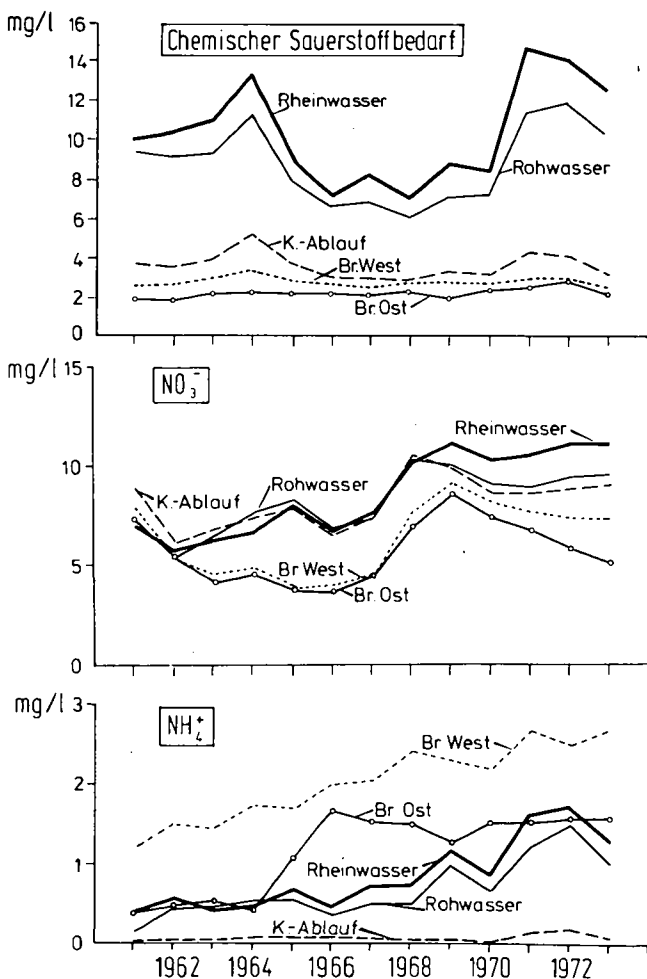 mg/l
Chemischer Sauerstoffbedarf
16
14
12
10
8
6
4
2
0
Rheinwasser
Rohwasser
K.-Ablauf
Br.West
Br.Ost
mg/l
NO₃⁻
15
10
5
0
Rheinwasser
Rohwasser
K.-Ablauf
Br West
Br. Ost
mg/l
NH₄⁺
3
2
1
0
Br West
Br Ost
Rheinwasser
Rohwasser
K-Ablauf
1962 1964 1966 1968 1970 1972